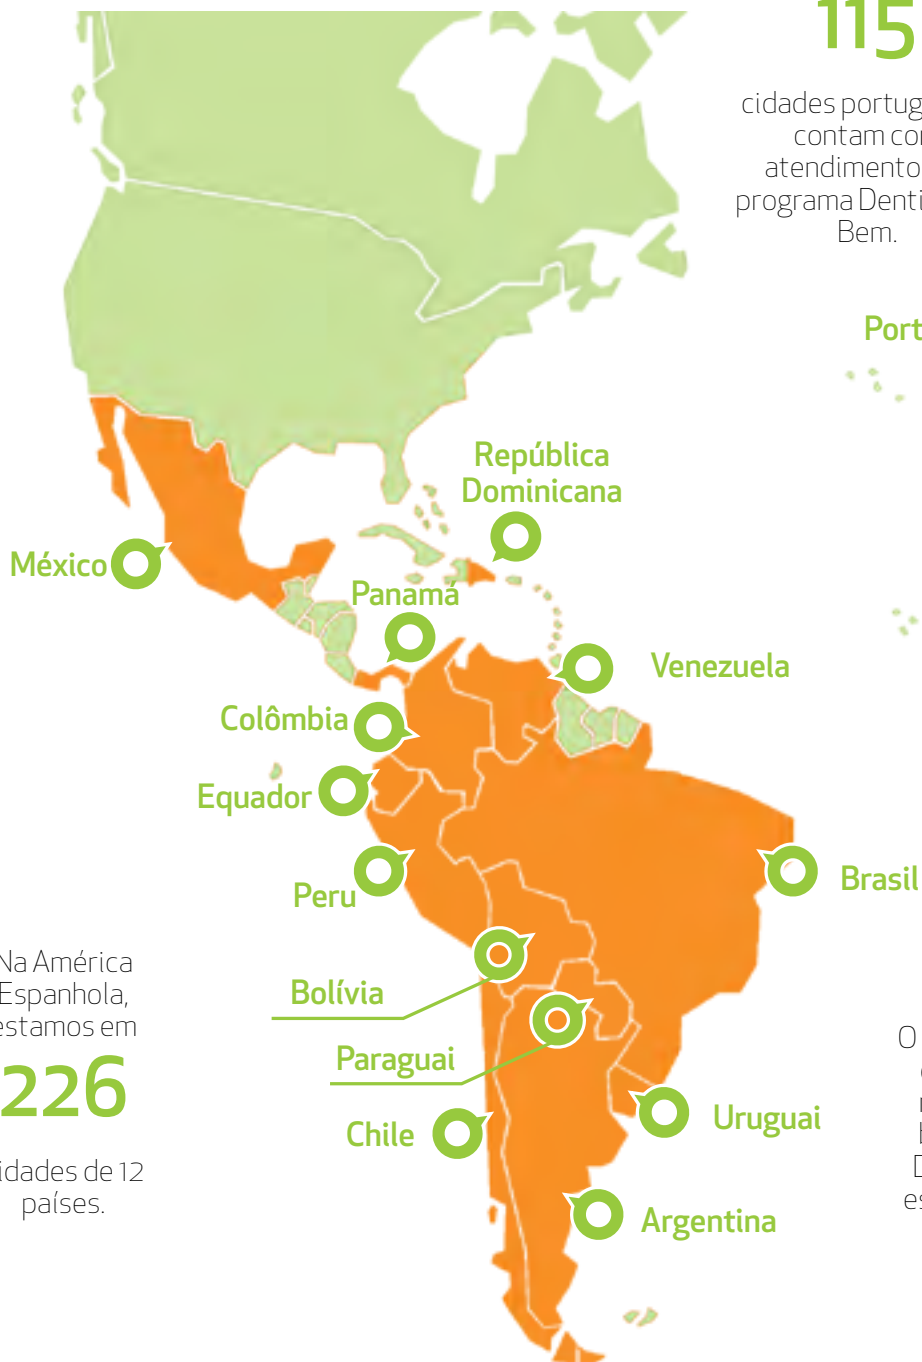 115
cidades portug
contam co
atendimento
programa Denti
Bem.
Port
República
Dominicana
México
Panamá
Venezuela
Colômbia
Equador
Peru
Brasil
Na América
Espanhola,
estamos em
226
idades de 12
países.
Bolívia
Paraguai
Chile
Uruguai
Argentina
O